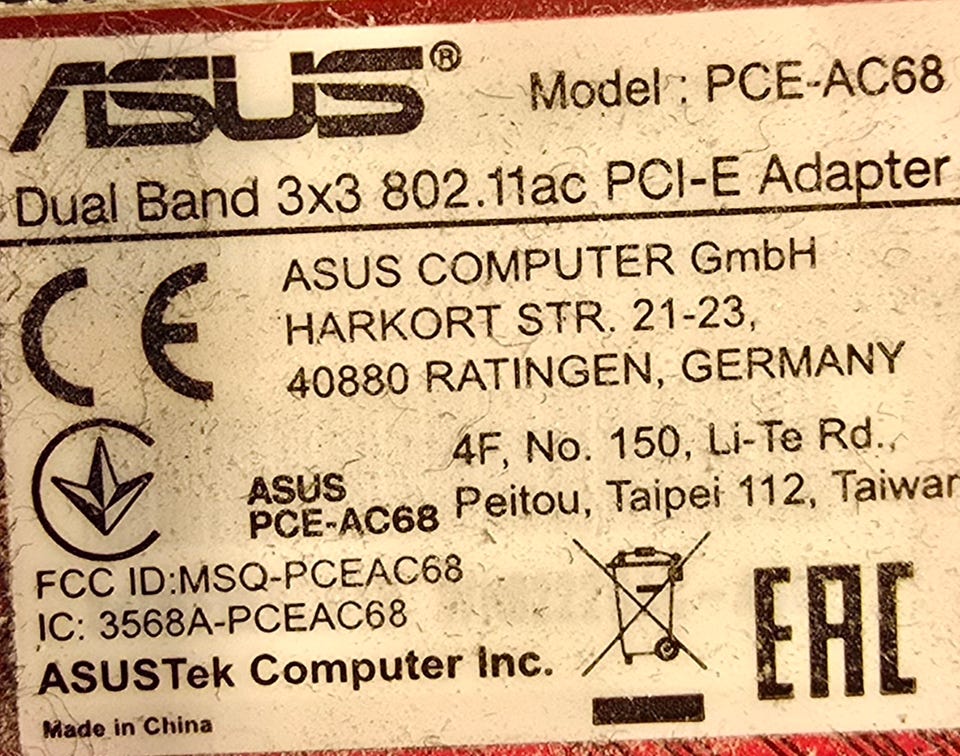 ASUS®
Model : PCE-AC68
Dual Band 3x3 802.11ac PCI-E Adapter
CE
ASUS COMPUTER GmbH
HARKORT STR. 21-23,
40880 RATINGEN, GERMANY
4F, No. 150, Li-Te Rd.,
Peitou, Taipei 112, Taiwan
ASUS
PCE-AC68
FCC ID:MSQ-PCEAC68
IC: 3568A-PCEAC68
ASUSTek Computer Inc.
Made in China
EAC